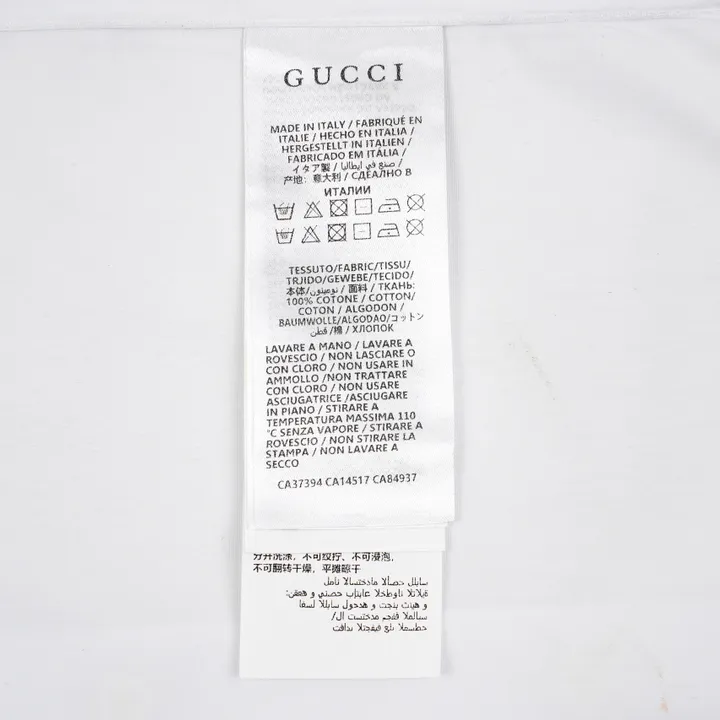 GUCCI
MADE IN ITALY / FABRIQUÉ EN
ITALIE / HECHO EN ITALIA /
HERGESTELLT IN ITALIEN /
FABRICADO EM ITÁLIA /
イタア製 / صنع في ايطاليا /
产地: 意大利 / СДЕАЛНО В
ИТАЛИИ
TESSUTO/FABRIC/TISSU/
TRJIDO/GEWEBE/TECIDO/
本体/نوعيتون / 面料 / ТКАНЬ:
100% COTONE / COTTON/
COTON / ALGODON /
BAUMWOLLE/ALGODAO/コットン
قطن /棉 / ХЛОПОК
LAVARE A MANO / LAVARE A
ROVESCIO / NON LASCIARE O
CON CLORO / NON USARE IN
AMMOLLO /NON TRATTARE
CON CLORO / NON USARE
ASCIUGATRICE /ASCIUGARE
IN PIANO / STIRARE A
TEMPERATURA MASSIMA 110
°C SENZA VAPORE / STIRARE A
ROVESCIO / NON STIRARE LA
STAMPA / NON LAVARE A
SECCO
CA37394 CA14517 CA84937
分开洗涤, 不可纹拧、不可浸泡,
不可翻转干燥, 平摊晾干